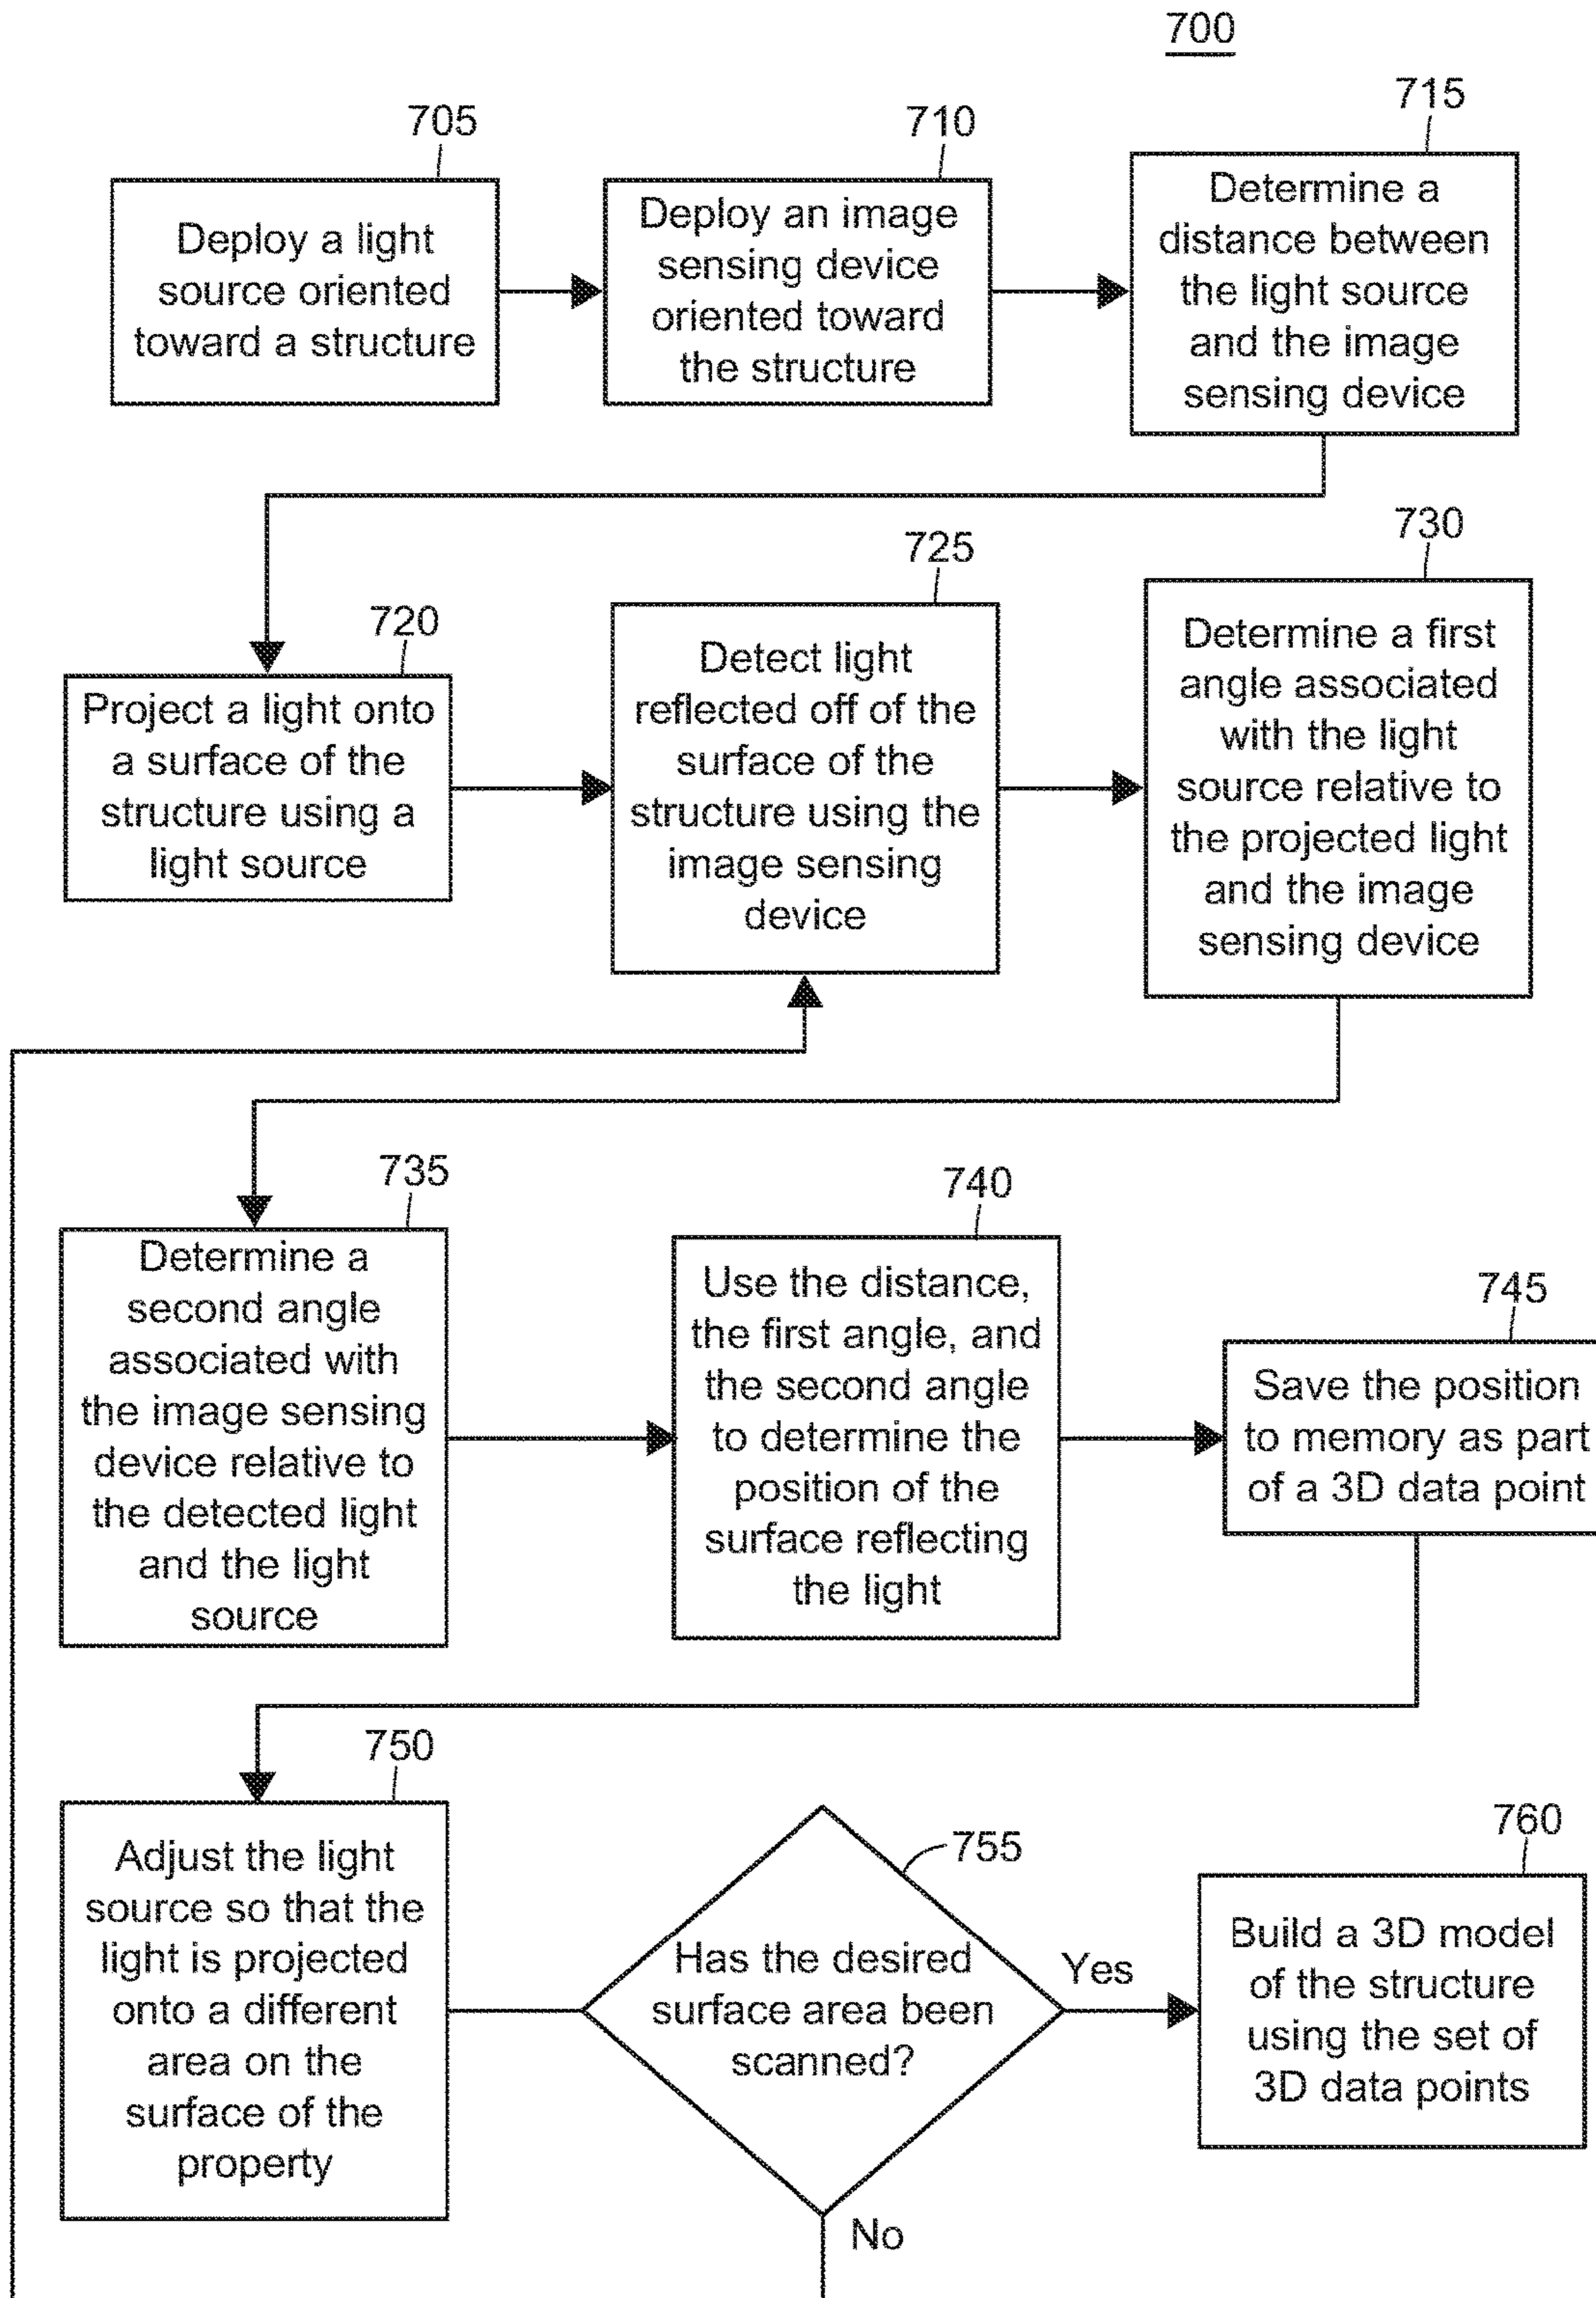 700
705
Deploy a light
source oriented
toward a structure
710
Deploy an image
sensing device
oriented toward
the structure
715
Determine a
distance between
the light source
and the image
sensing device
720
Project a light onto
a surface of the
structure using a
light source
725
Detect light
reflected off of the
surface of the
structure using the
image sensing
device
730
Determine a first
angle associated
with the light
source relative to
the projected light
and the image
sensing device
735
Determine a
second angle
associated with
the image sensing
device relative to
the detected light
and the light
source
740
Use the distance,
the first angle, and
the second angle
to determine the
position of the
surface reflecting
the light
745
Save the position
to memory as part
of a 3D data point
750
Adjust the light
source so that the
light is projected
onto a different
area on the
surface of the
property
755
Has the desired
surface area been
scanned?
Yes
No
760
Build a 3D model
of the structure
using the set of
3D data points